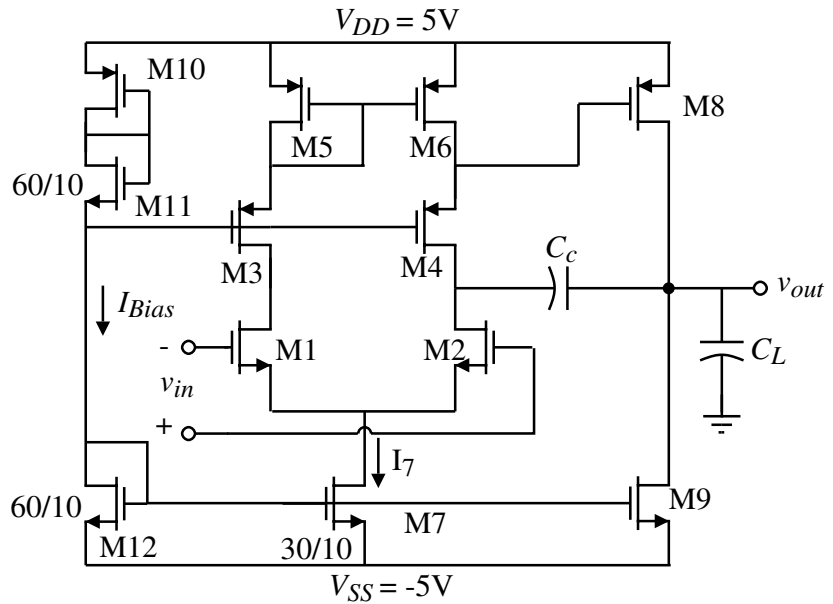 V_DD = 5V
M10
M5
M6
M8
60/10
M11
M3
M4
C_c
v_out
I_Bias
-
M1
M2
C_L
v_in
+
I_7
60/10
M12
M7
M9
30/10
V_SS = -5V